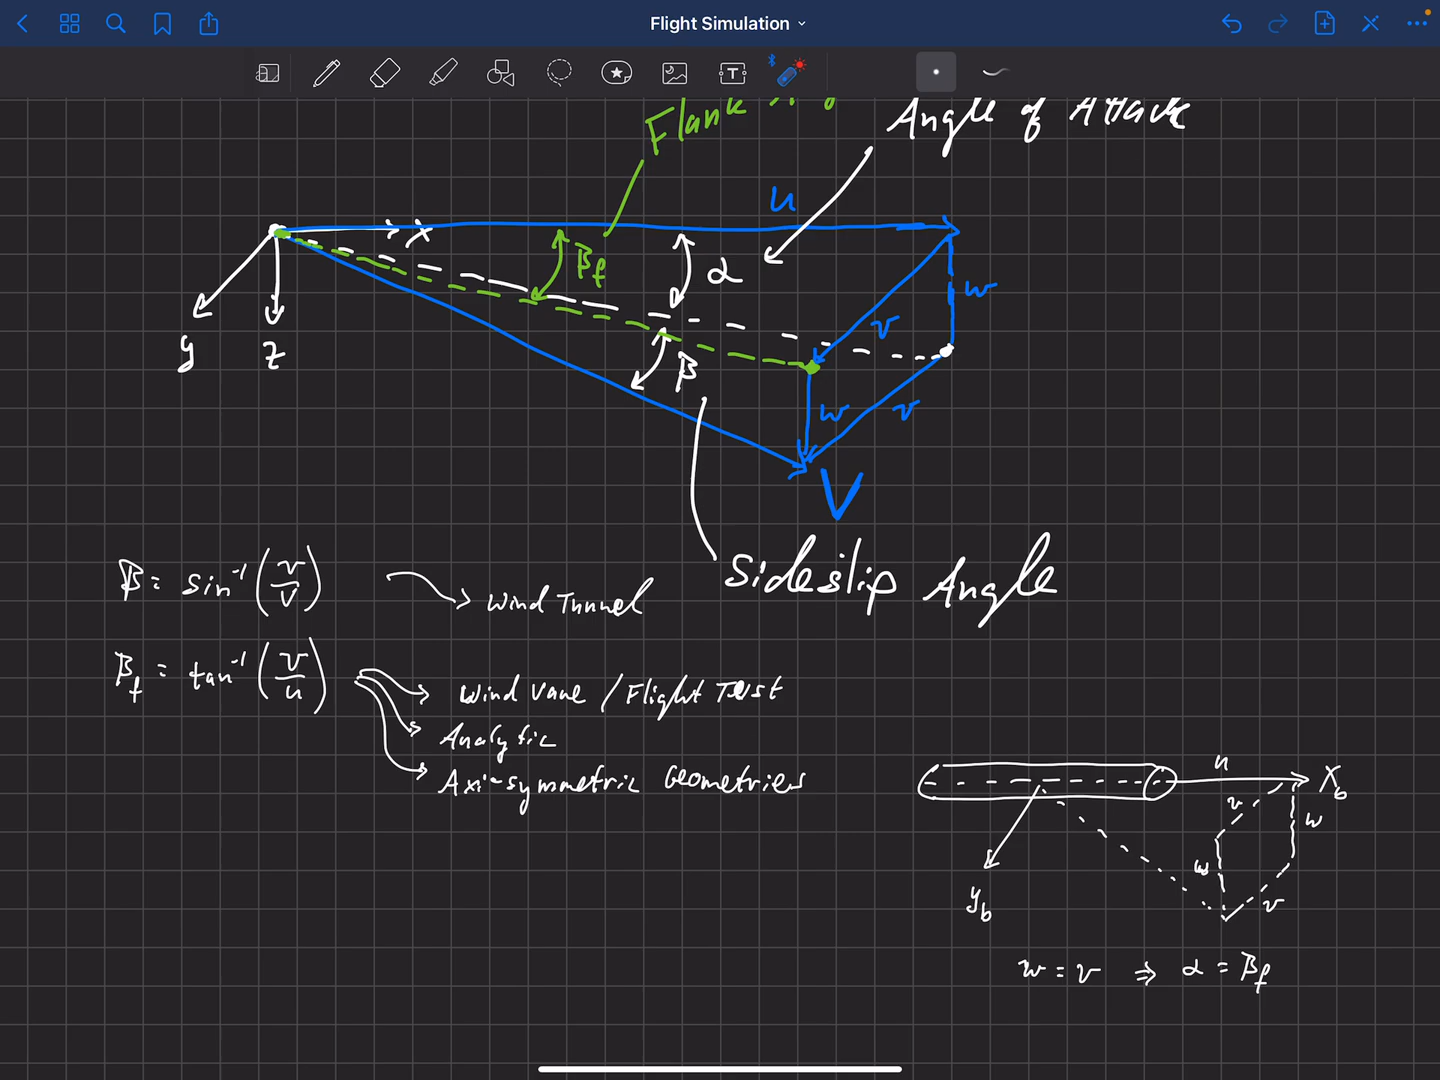 Flight Simulation
Flank
Angle of Attack
u
x
βf
α
w
v
y
z
β
w
v
V
Sideslip Angle
β = sin⁻¹(v/V)
Wind Tunnel
βf = tan⁻¹(v/u)
Wind Vane / Flight Test
Analytic
Axi-symmetric Geometries
u
Xb
v
w
w
v
yb
w = v ⇒ α = βf